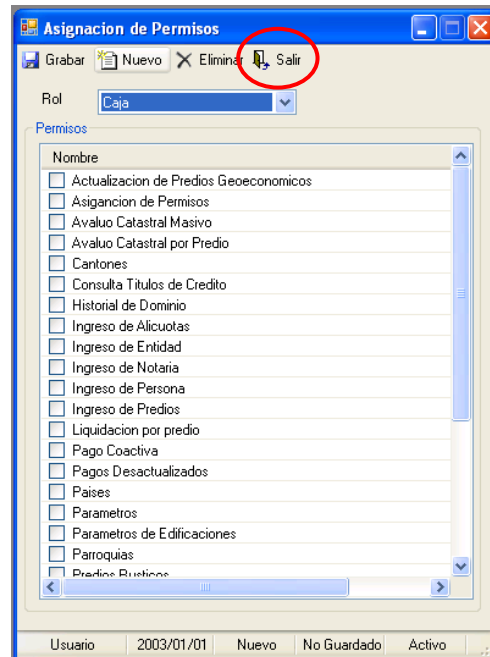 Asignacion de Permisos
Grabar Nuevo Eliminar Salir
Rol Caja
Permisos
Nombre
Actualizacion de Predios Geoeconomicos
Asigancion de Permisos
Avaluo Catastral Masivo
Avaluo Catastral por Predio
Cantones
Consulta Titulos de Credito
Historial de Dominio
Ingreso de Alicuotas
Ingreso de Entidad
Ingreso de Notaria
Ingreso de Persona
Ingreso de Predios
Liquidacion por predio
Pago Coactiva
Pagos Desactualizados
Paises
Parametros
Parametros de Edificaciones
Parroquias
Predios Rusticos
Usuario 2003/01/01 Nuevo No Guardado Activo